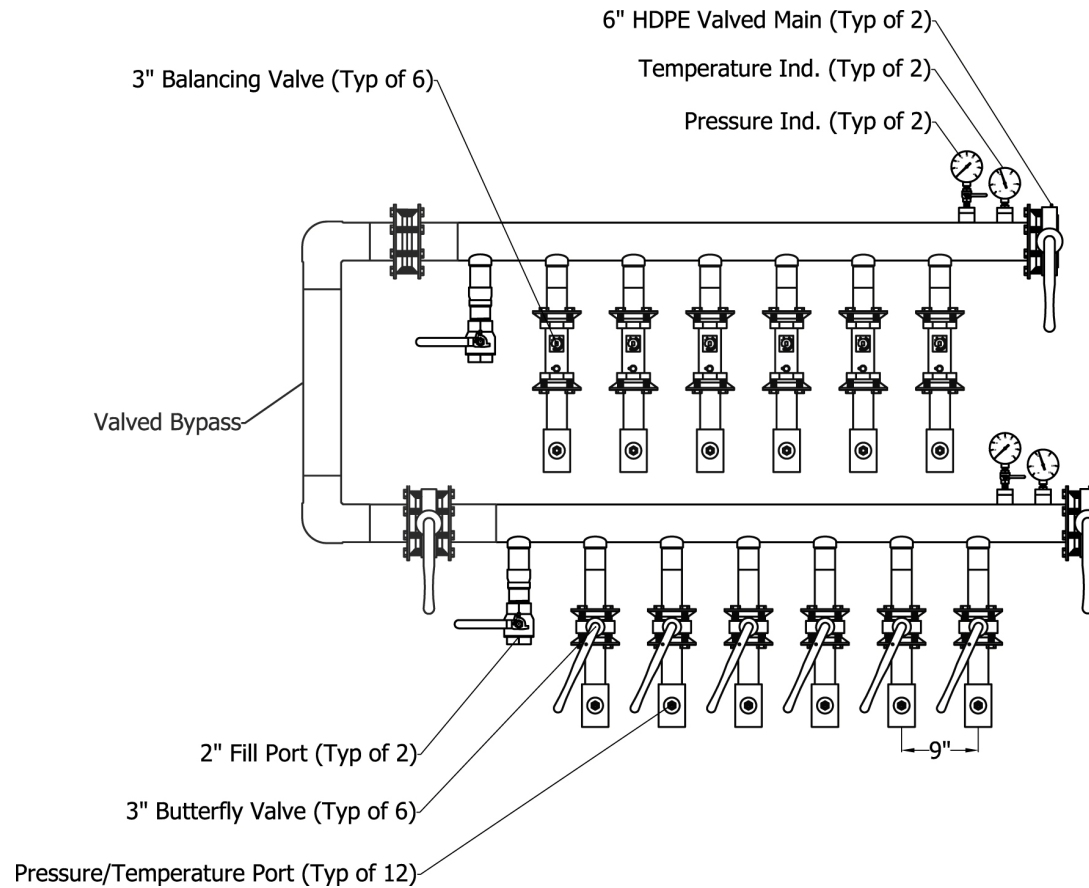 6" HDPE Valved Main (Typ of 2)
3" Balancing Valve (Typ of 6)
Temperature Ind. (Typ of 2)
Pressure Ind. (Typ of 2)
Valved Bypass
2" Fill Port (Typ of 2)
9"
3" Butterfly Valve (Typ of 6)
Pressure/Temperature Port (Typ of 12)